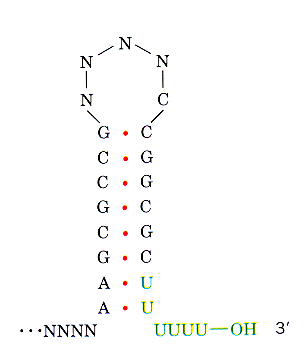 N
N N
N C
G • C
C • G
C • G
G • C
C • G
G • C
A • U
A • U
···NNNN UUUU—OH 3′